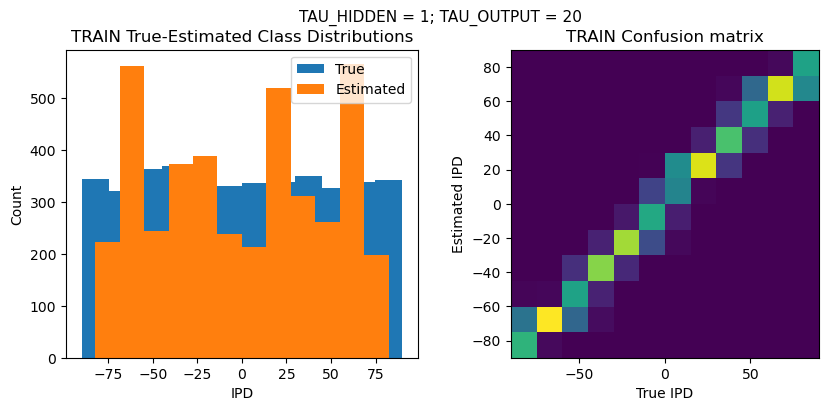 TAU_HIDDEN = 1; TAU_OUTPUT = 20
TRAIN True-Estimated Class Distributions
True
Estimated
500
400
300
200
100
0
Count
−75
−50
−25
0
25
50
75
IPD
TRAIN Confusion matrix
80
60
40
20
0
−20
−40
−60
−80
Estimated IPD
−50
0
50
True IPD